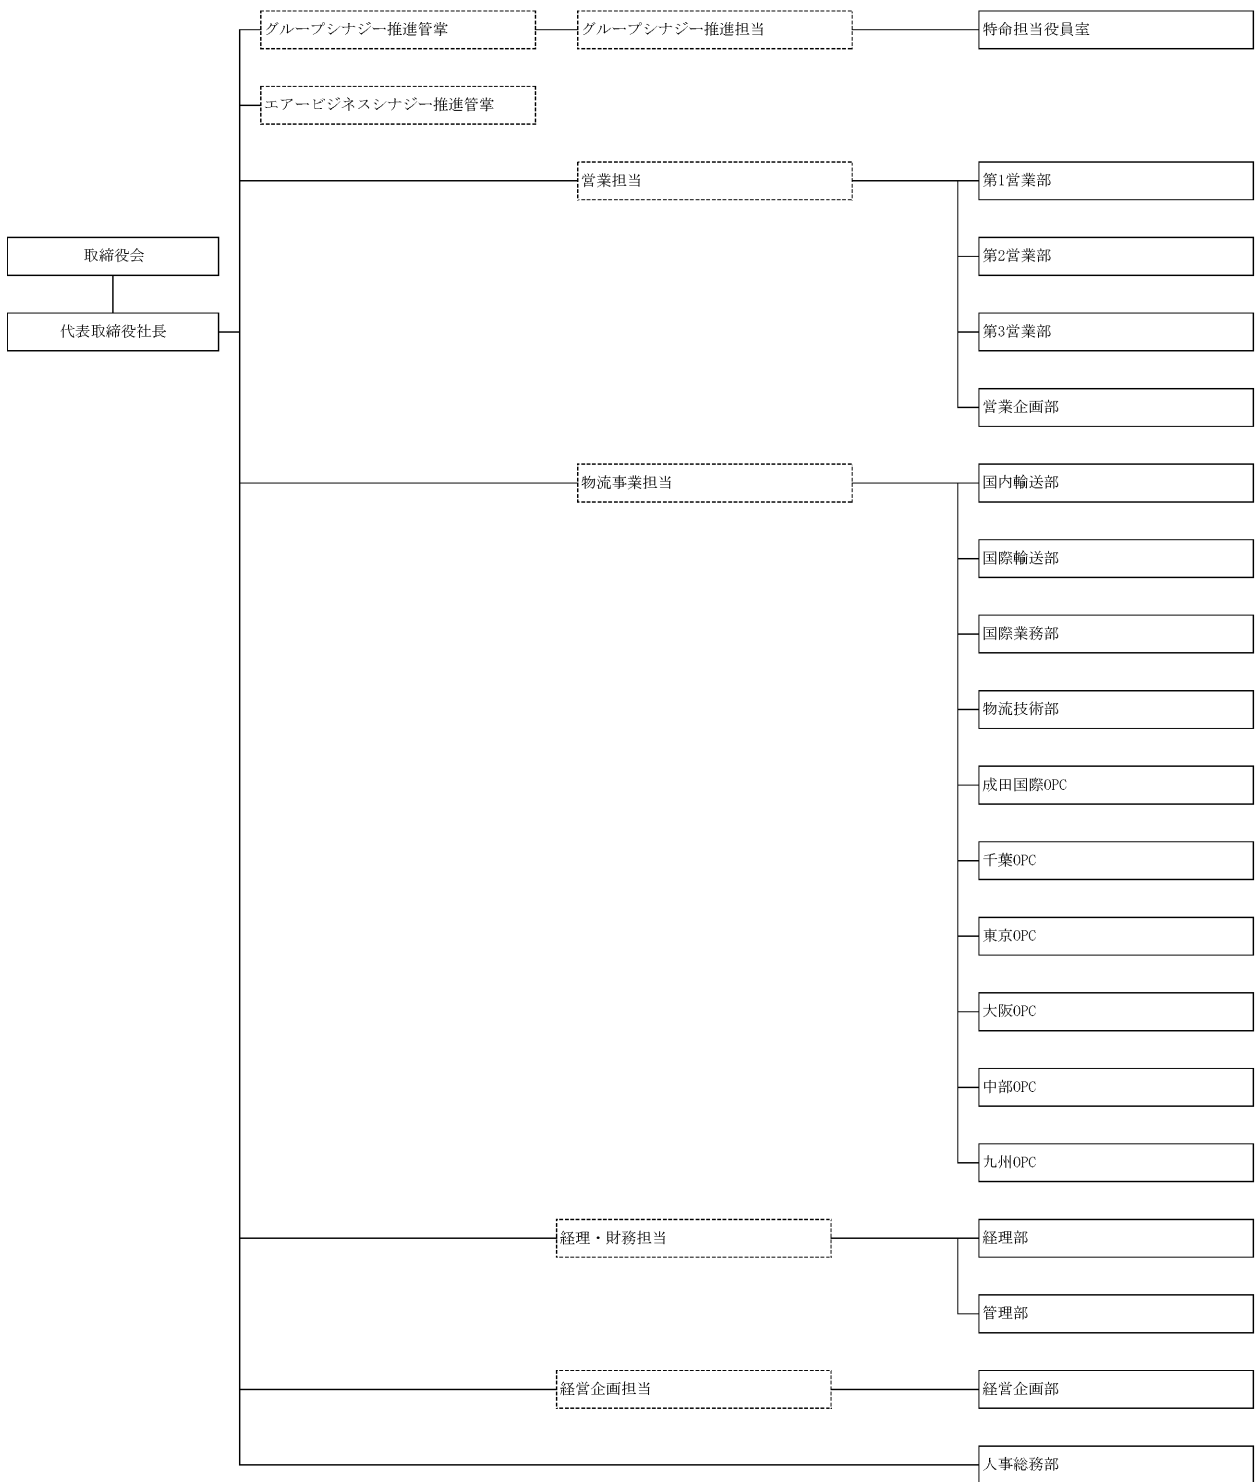 グループシナジー推進管掌
グループシナジー推進担当
特命担当役員室
エアービジネスシナジー推進管掌
営業担当
第1営業部
取締役会
第2営業部
代表取締役社長
第3営業部
営業企画部
物流事業担当
国内輸送部
国際輸送部
国際業務部
物流技術部
成田国際OPC
千葉OPC
東京OPC
大阪OPC
中部OPC
九州OPC
経理・財務担当
経理部
管理部
経営企画担当
経営企画部
人事総務部